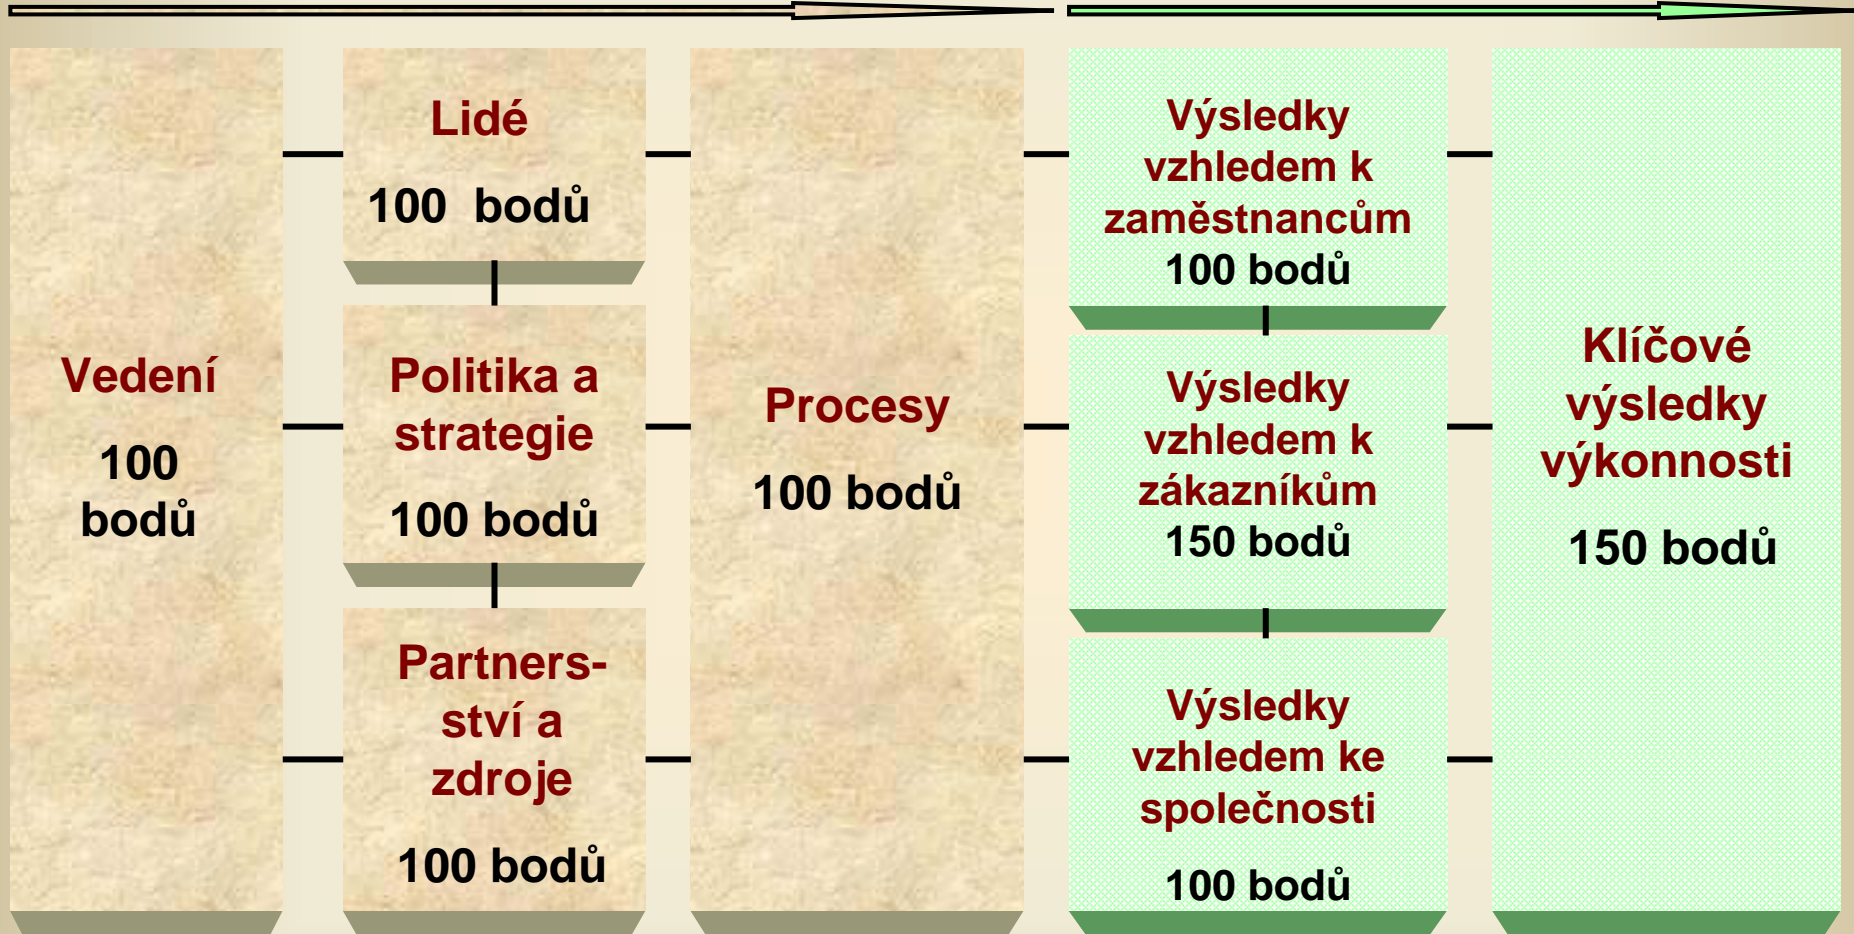 Vedení
100
bodů
Lidé
100 bodů
Politika a
strategie
100 bodů
Partners-
ství a
zdroje
100 bodů
Procesy
100 bodů
Výsledky
vzhledem k
zaměstnancům
100 bodů
Výsledky
vzhledem k
zákazníkům
150 bodů
Výsledky
vzhledem ke
společnosti
100 bodů
Klíčové
výsledky
výkonnosti
150 bodů